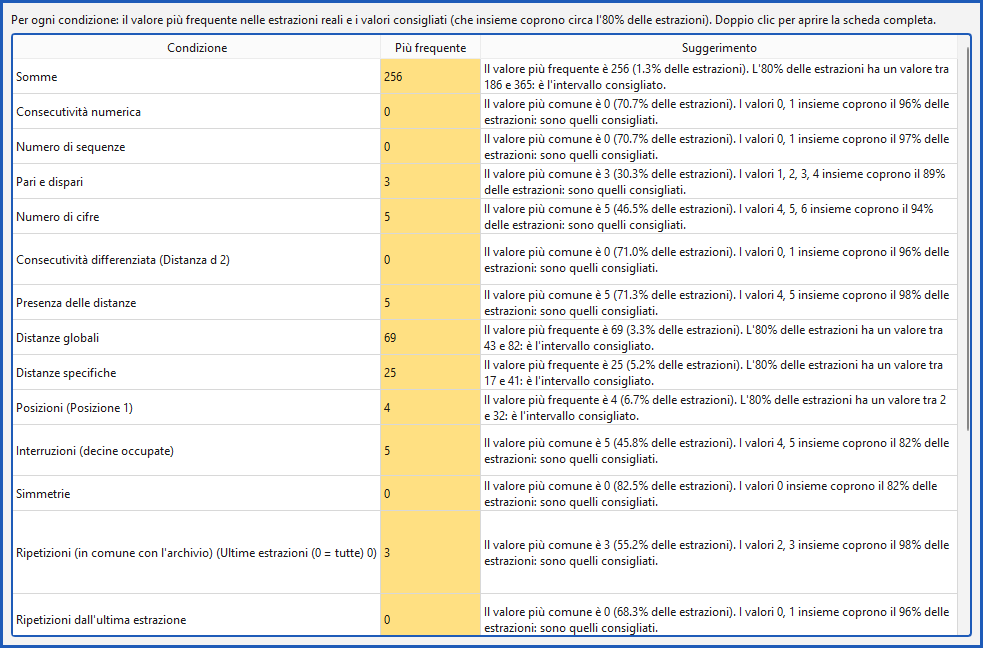 Per ogni condizione: il valore più frequente nelle estrazioni reali e i valori consigliati (che insieme coprono circa l'80% delle estrazioni). Doppio clic per aprire la scheda completa.
Condizione Più frequente Suggerimento
Somme 256 Il valore più frequente è 256 (1.3% delle estrazioni). L'80% delle estrazioni ha un valore tra
186 e 365: è l'intervallo consigliato.
Consecutività numerica 0 Il valore più comune è 0 (70.7% delle estrazioni). I valori 0, 1 insieme coprono il 96% delle
estrazioni: sono quelli consigliati.
Numero di sequenze 0 Il valore più comune è 0 (70.7% delle estrazioni). I valori 0, 1 insieme coprono il 97% delle
estrazioni: sono quelli consigliati.
Pari e dispari 3 Il valore più comune è 3 (30.3% delle estrazioni). I valori 1, 2, 3, 4 insieme coprono il 89%
delle estrazioni: sono quelli consigliati.
Numero di cifre 5 Il valore più comune è 5 (46.5% delle estrazioni). I valori 4, 5, 6 insieme coprono il 94%
delle estrazioni: sono quelli consigliati.
Consecutività differenziata (Distanza d 2) 0 Il valore più comune è 0 (71.0% delle estrazioni). I valori 0, 1 insieme coprono il 96% delle
estrazioni: sono quelli consigliati.
Presenza delle distanze 5 Il valore più comune è 5 (71.3% delle estrazioni). I valori 4, 5 insieme coprono il 98% delle
estrazioni: sono quelli consigliati.
Distanze globali 69 Il valore più frequente è 69 (3.3% delle estrazioni). L'80% delle estrazioni ha un valore tra
43 e 82: è l'intervallo consigliato.
Distanze specifiche 25 Il valore più frequente è 25 (5.2% delle estrazioni). L'80% delle estrazioni ha un valore tra
17 e 41: è l'intervallo consigliato.
Posizioni (Posizione 1) 4 Il valore più frequente è 4 (6.7% delle estrazioni). L'80% delle estrazioni ha un valore tra 2
e 32: è l'intervallo consigliato.
Interruzioni (decine occupate) 5 Il valore più comune è 5 (45.8% delle estrazioni). I valori 4, 5 insieme coprono il 82% delle
estrazioni: sono quelli consigliati.
Simmetrie 0 Il valore più comune è 0 (82.5% delle estrazioni). I valori 0 insieme coprono il 82% delle
estrazioni: sono quelli consigliati.
Ripetizioni (in comune con l'archivio) (Ultime estrazioni (0 = tutte) 0) 3 Il valore più comune è 3 (55.2% delle estrazioni). I valori 2, 3 insieme coprono il 98% delle
estrazioni: sono quelli consigliati.
Ripetizioni dall'ultima estrazione 0 Il valore più comune è 0 (68.3% delle estrazioni). I valori 0, 1 insieme coprono il 96% delle
estrazioni: sono quelli consigliati.